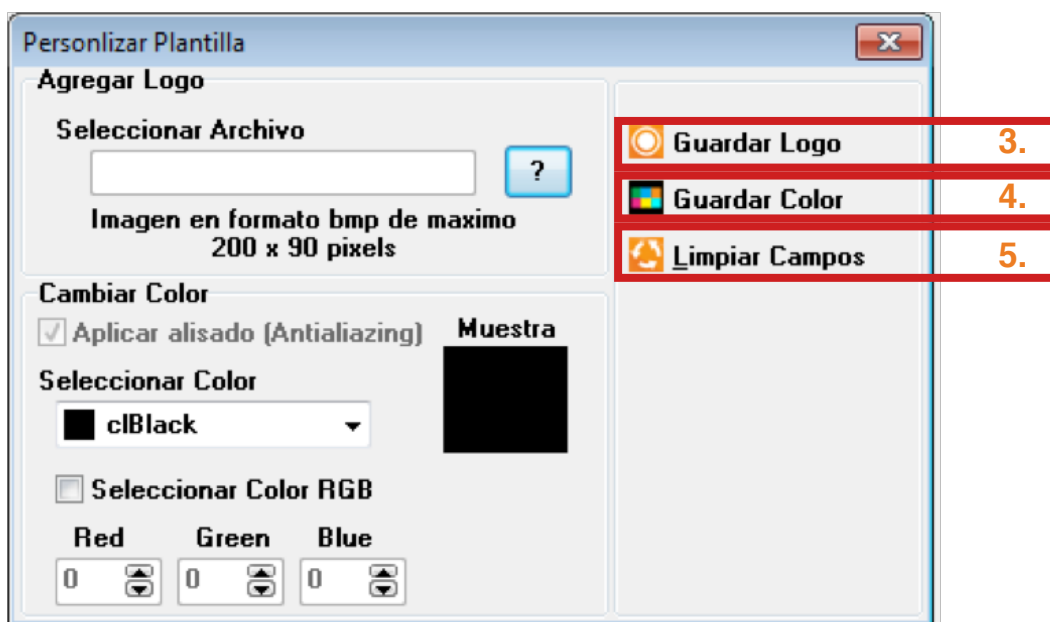 Personlizar Plantilla
Agregar Logo
Seleccionar Archivo
?
Imagen en formato bmp de maximo
200 x 90 pixels
Guardar Logo 3.
Guardar Color 4.
Limpiar Campos 5.
Cambiar Color
Aplicar alisado (Antialiazing)
Muestra
Seleccionar Color
clBlack
Seleccionar Color RGB
Red Green Blue
0 0 0